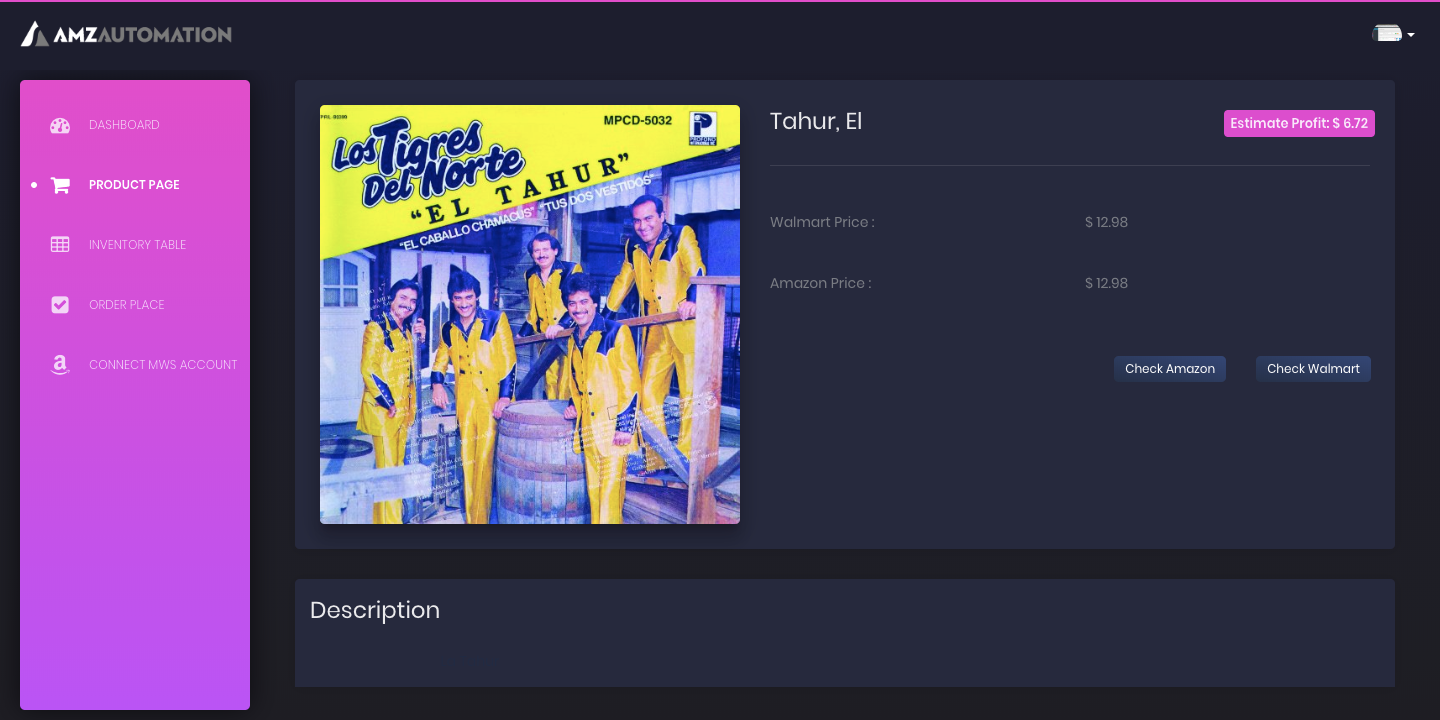 AMZAUTOMATION
DASHBOARD
PRODUCT PAGE
INVENTORY TABLE
ORDER PLACE
CONNECT MWS ACCOUNT
MPCD-5032
Los Tigres
Del Norte
"EL TAHUR"
"EL CABALLO CHAMACUS" "TUS DOS VESTIDOS"
Tahur, El
Estimate Profit: $ 6.72
Walmart Price : $ 12.98
Amazon Price : $ 12.98
Check Amazon Check Walmart
Description